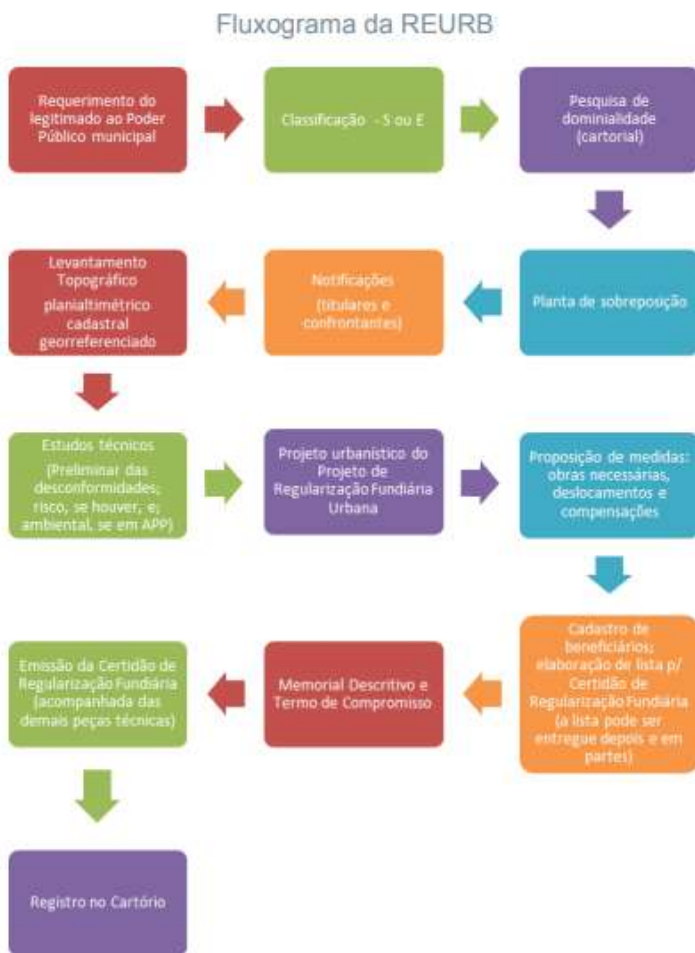 Fluxograma da REURB
Requerimento do
legitimado ao Poder
Público municipal
Classificação - S ou E
Pesquisa de
dominialidade
(cartorial)
Planta de sobreposição
Notificações
(titulares e
confrontantes)
Levantamento
Topográfico
planialtimétrico
cadastral
georreferenciado
Estudos técnicos
(Preliminar das
desconformidades;
risco, se houver, e;
ambiental, se em APP)
Projeto urbanístico do
Projeto de
Regularização Fundiária
Urbana
Proposição de medidas:
obras necessárias,
deslocamentos e
compensações
Cadastro de
beneficiários;
elaboração de lista p/
Certidão de
Regularização Fundiária
(a lista pode ser
entregue depois e em
partes)
Memorial Descritivo e
Termo de Compromisso
Emissão da Certidão de
Regularização Fundiária
(acompanhada das
demais peças técnicas)
Registro no Cartório